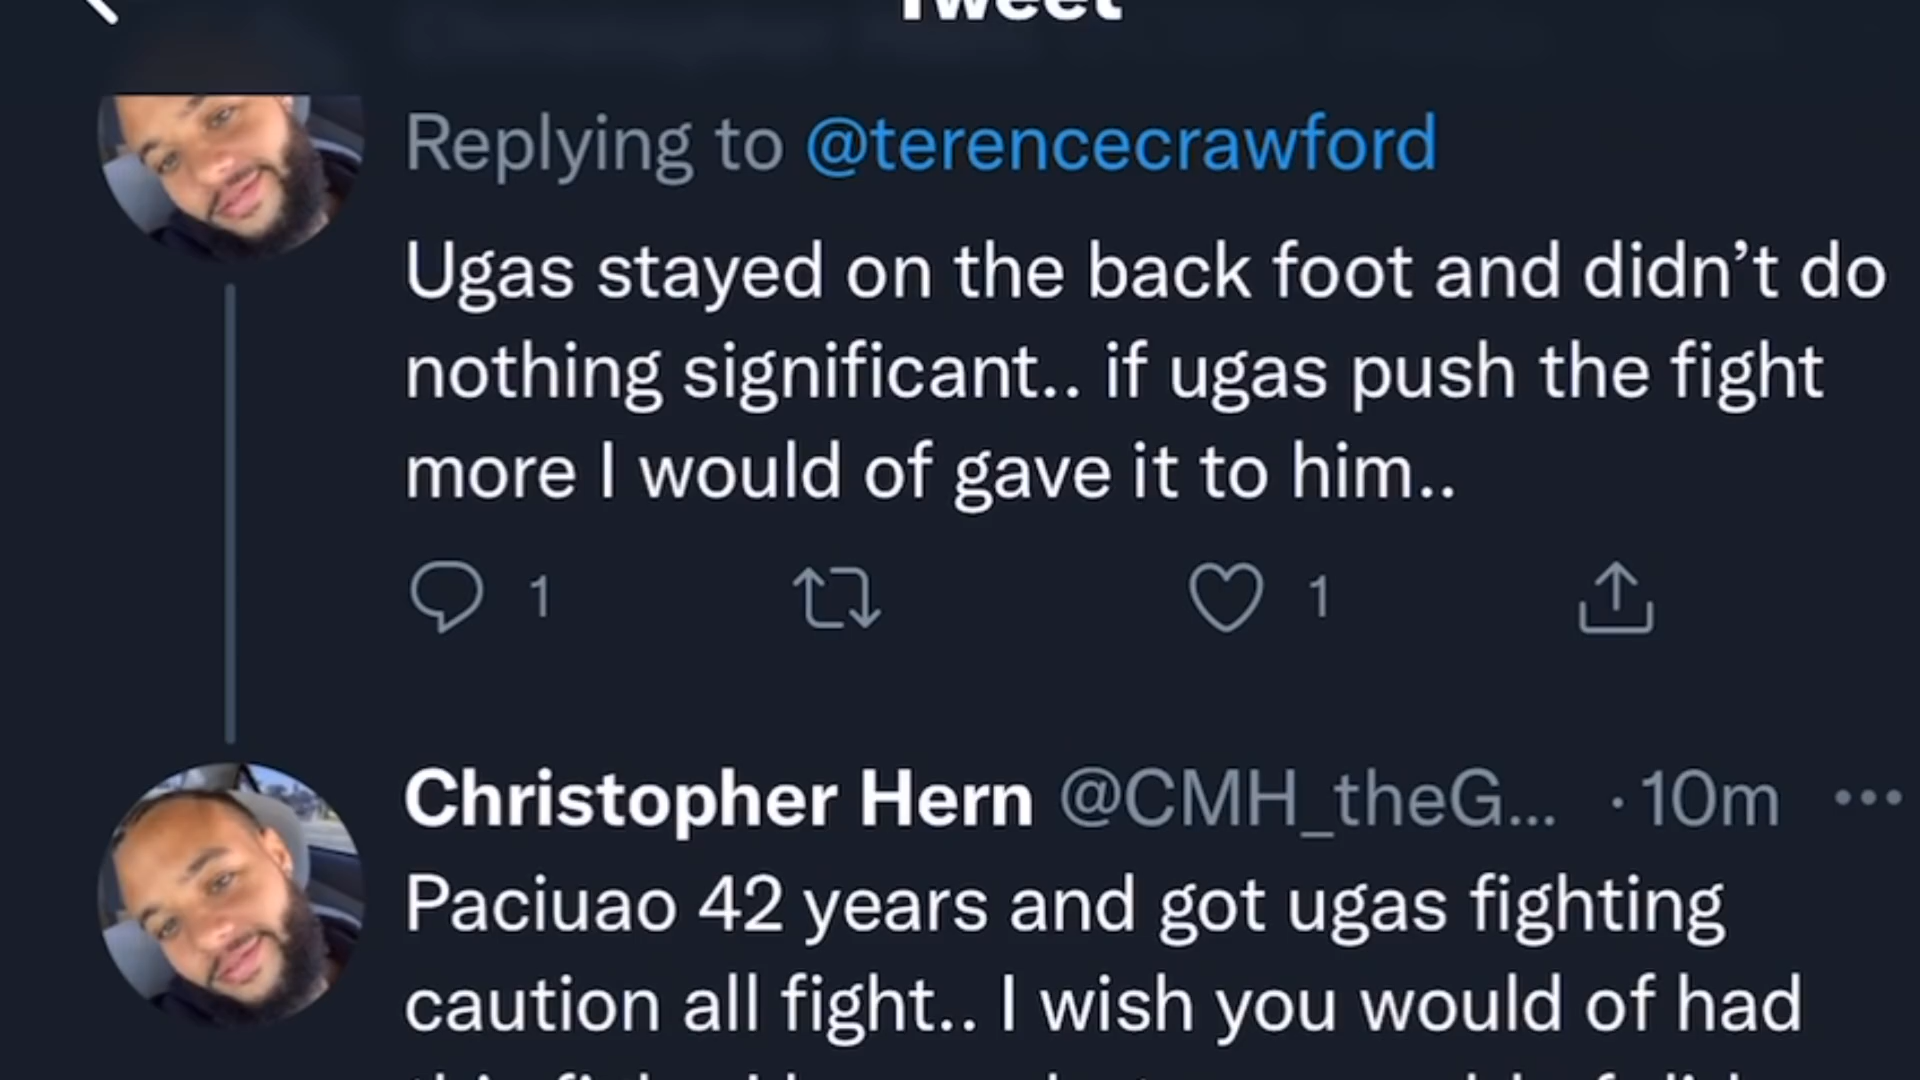 Tweet
Replying to @terencecrawford
Ugas stayed on the back foot and didn’t do
nothing significant.. if ugas push the fight
more I would of gave it to him..
1 1
Christopher Hern @CMH_theG... · 10m
Paciuao 42 years and got ugas fighting
caution all fight.. I wish you would of had